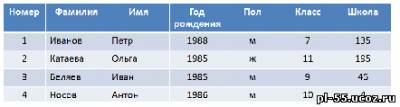 Номер Фамилия Имя Год рождения Пол Класс Школа
1 Иванов Петр 1988 м 7 135
2 Катаева Ольга 1985 ж 11 195
3 Беляев Иван 1985 м 9 45
4 Носов Антон 1986 м 10
pl-55.ucoz.ru